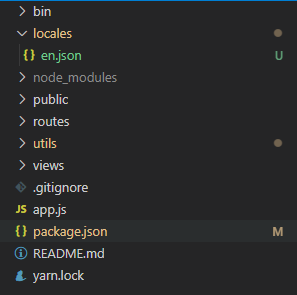 bin
locales
{} en.json U
node_modules
public
routes
utils
views
.gitignore
JS app.js
{} package.json M
README.md
yarn.lock